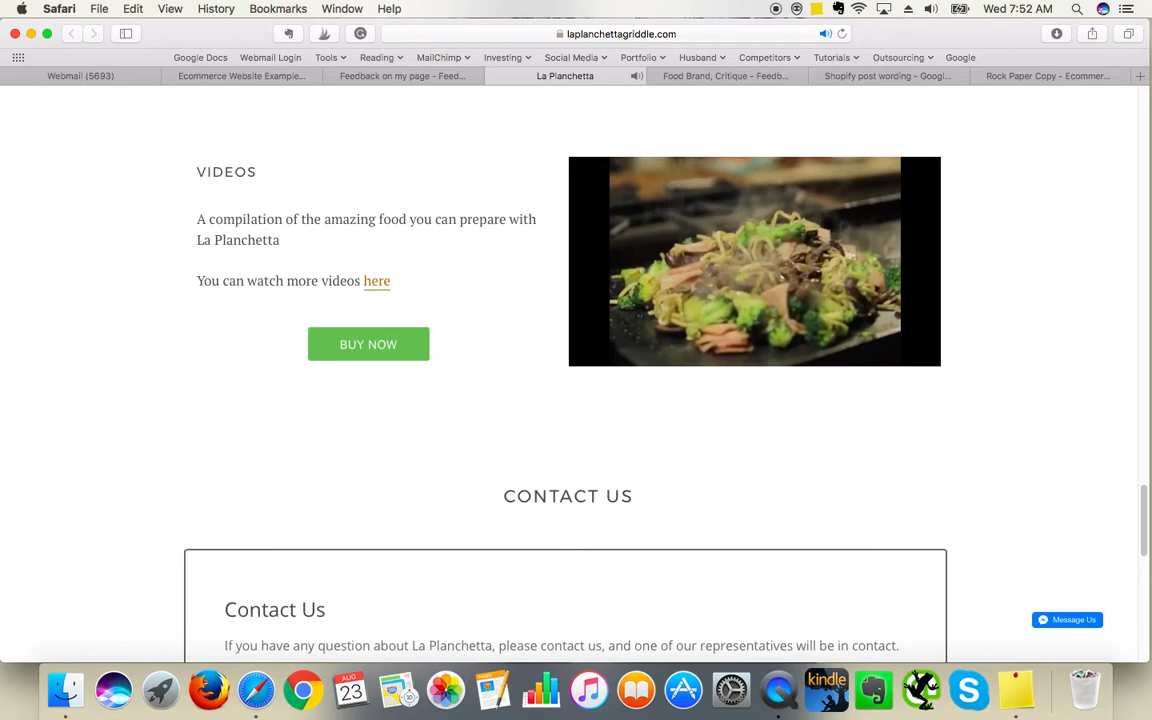 Safari File Edit View History Bookmarks Window Help Wed 7:52 AM
laplanchettagriddle.com
Google Docs Webmail Login Tools Reading MailChimp Investing Social Media Portfolio Husband Competitors Tutorials Outsourcing Google
Webmail (5693) Ecommerce Website Example... Feedback on my page - Feed... La Planchetta Food Brand, Critique - Feedb... Shopify post wording - Googl... Rock Paper Copy - Ecommer...
VIDEOS
A compilation of the amazing food you can prepare with
La Planchetta
You can watch more videos here
BUY NOW
CONTACT US
Contact Us
If you have any question about La Planchetta, please contact us, and one of our representatives will be in contact.
Message Us
AUG
23
30
kindle